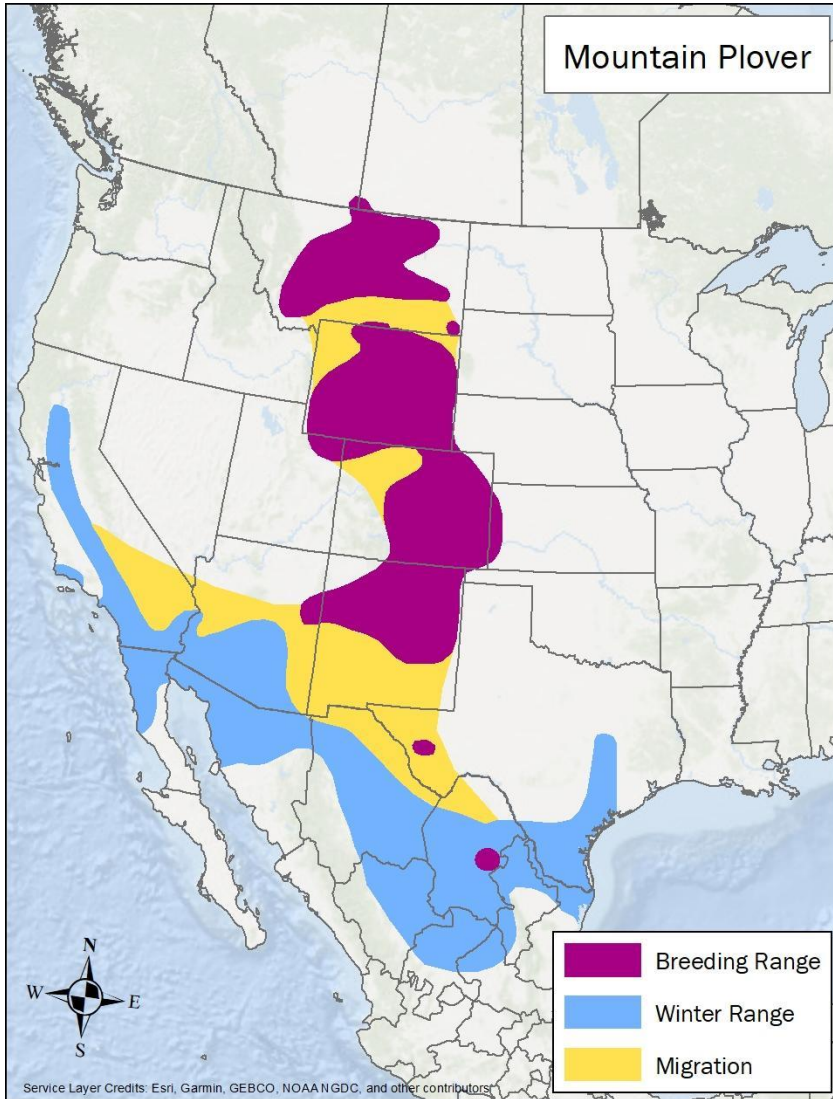 Mountain Plover
N
W
E
S
Breeding Range
Winter Range
Migration
Service Layer Credits: Esri, Garmin, GEBCO, NOAA NGDC, and other contributors